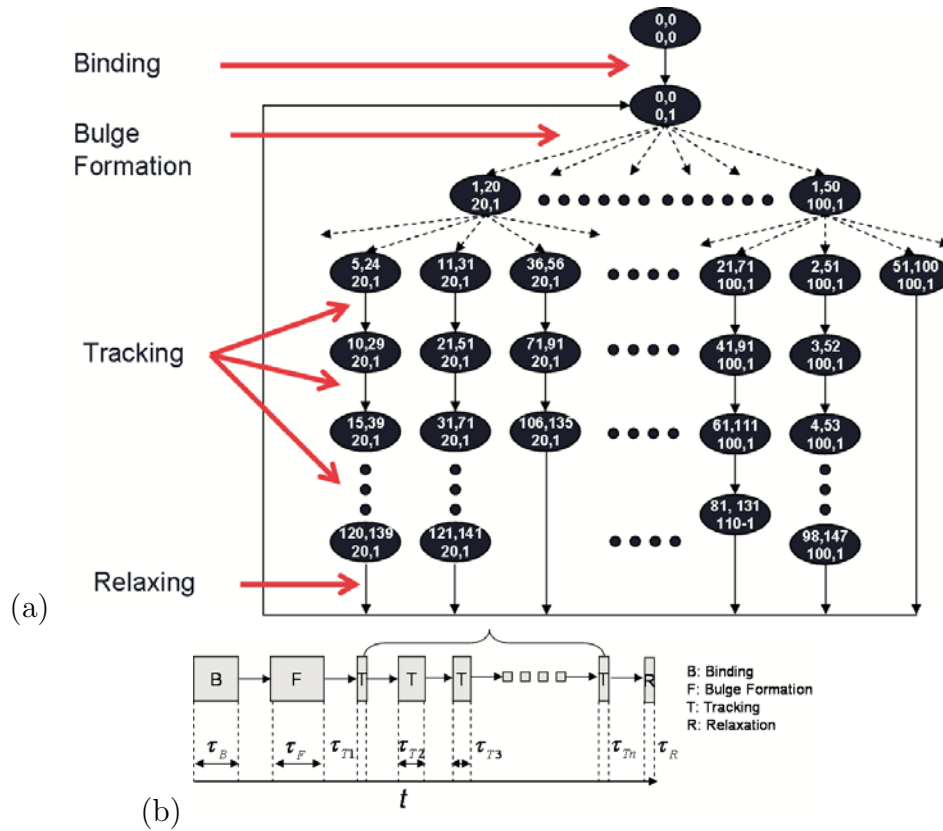 0,0
0,0
Binding
0,0
0,1
Bulge
Formation
1,20
20,1
1,50
100,1
5,24
20,1
11,31
20,1
36,56
20,1
21,71
100,1
2,51
100,1
51,100
100,1
Tracking
10,29
20,1
21,51
20,1
71,91
20,1
41,91
100,1
3,52
100,1
15,39
20,1
31,71
20,1
106,135
20,1
61,111
100,1
4,53
100,1
81, 131
110-1
120,139
20,1
121,141
20,1
98,147
100,1
Relaxing
(a)
B
F
T
T
T
T
R
B: Binding
F: Bulge Formation
T: Tracking
R: Relaxation
τB
τF
τT1
τT2
τT3
τTn
τR
t
(b)